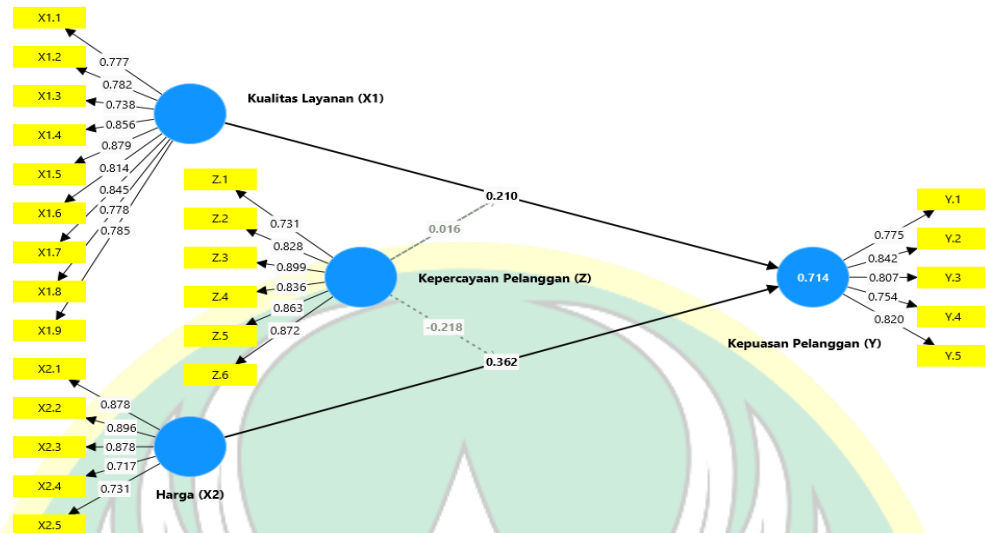 X1.1
X1.2
X1.3
X1.4
X1.5
X1.6
X1.7
X1.8
X1.9
0.777
0.782
0.738
0.856
0.879
0.814
0.845
0.778
0.785
Kualitas Layanan (X1)
Z.1
Z.2
Z.3
Z.4
Z.5
Z.6
0.731
0.828
0.899
0.836
0.863
0.872
Kepercayaan Pelanggan (Z)
0.210
0.016
-0.218
0.362
X2.1
X2.2
X2.3
X2.4
X2.5
0.878
0.896
0.878
0.717
0.731
Harga (X2)
0.714
Kepuasan Pelanggan (Y)
0.775
0.842
0.807
0.754
0.820
Y.1
Y.2
Y.3
Y.4
Y.5